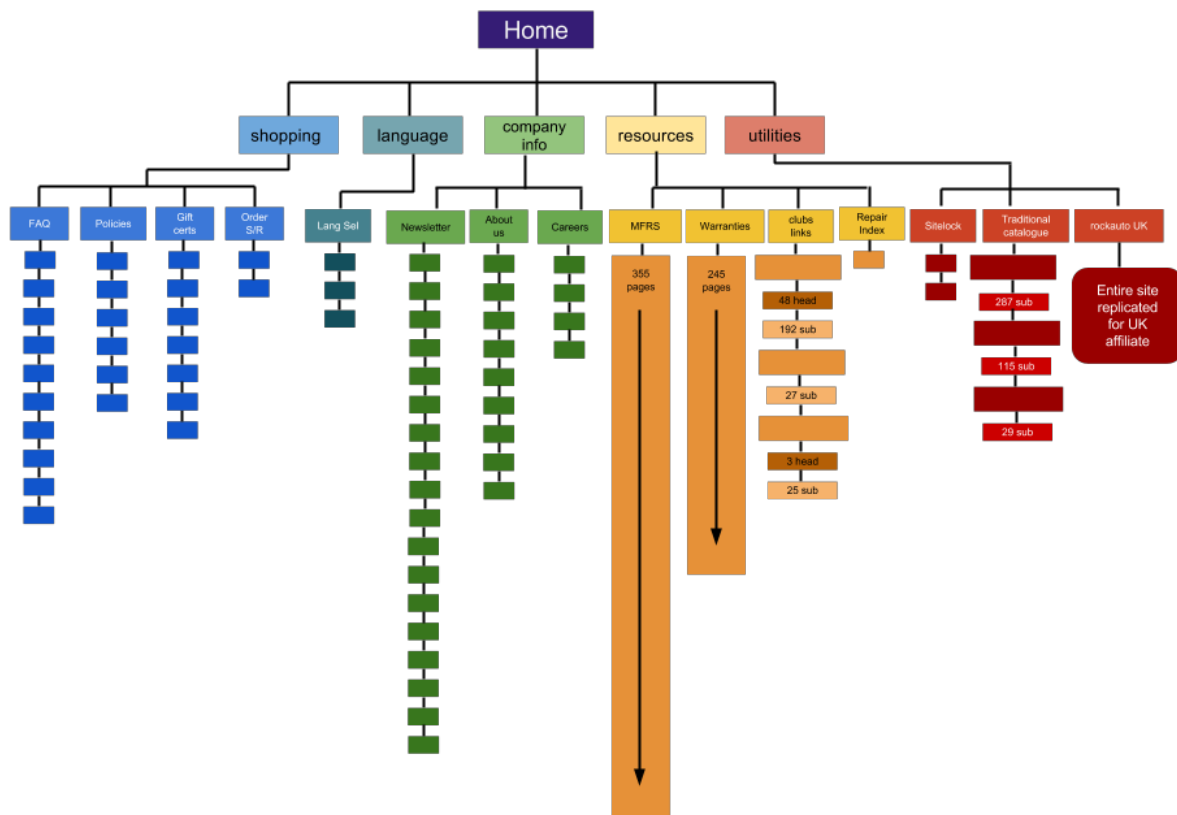 Home
shopping
language
company
info
resources
utilities
FAQ
Policies
Gift
certs
Order
S/R
Lang Sel
Newsletter
About
us
Careers
MFRS
Warranties
clubs
links
Repair
Index
Sitelock
Traditional
catalogue
rockauto UK
355
pages
245
pages
48 head
192 sub
27 sub
3 head
25 sub
287 sub
115 sub
29 sub
Entire site
replicated
for UK
affiliate